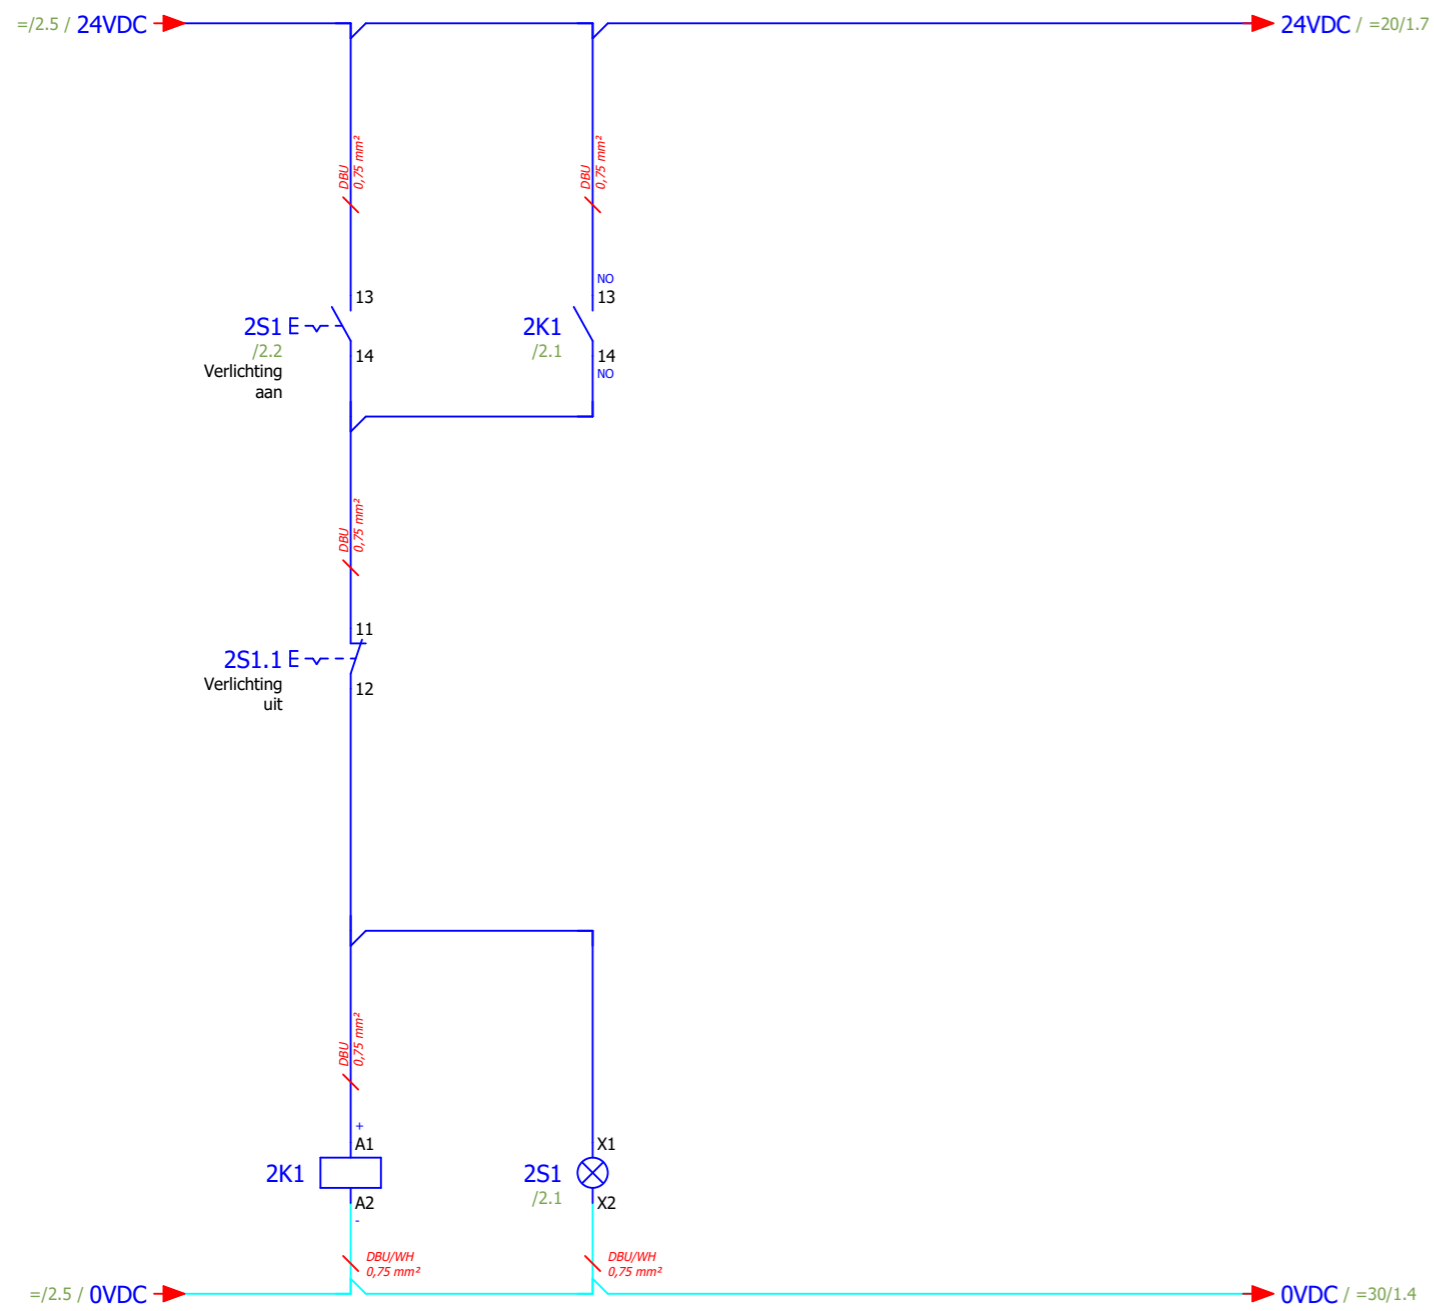 =/2.5 / 24VDC
24VDC / =20/1.7
DBU
0,75 mm²
DBU
0,75 mm²
13
2S1
/2.2
Verlichting
aan
14
NO
13
2K1
/2.1
14
NO
DBU
0,75 mm²
11
2S1.1
Verlichting
uit
12
DBU
0,75 mm²
+
A1
2K1
A2
-
X1
2S1
/2.1
X2
DBU/WH
0,75 mm²
DBU/WH
0,75 mm²
=/2.5 / 0VDC
0VDC / =30/1.4